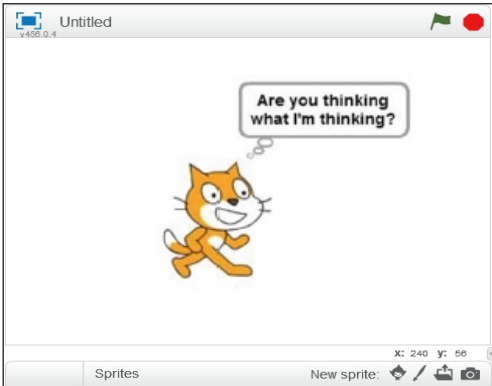 Untitled
v456.0.4
Are you thinking
what I'm thinking?
x: 240 y: 56
Sprites
New sprite: